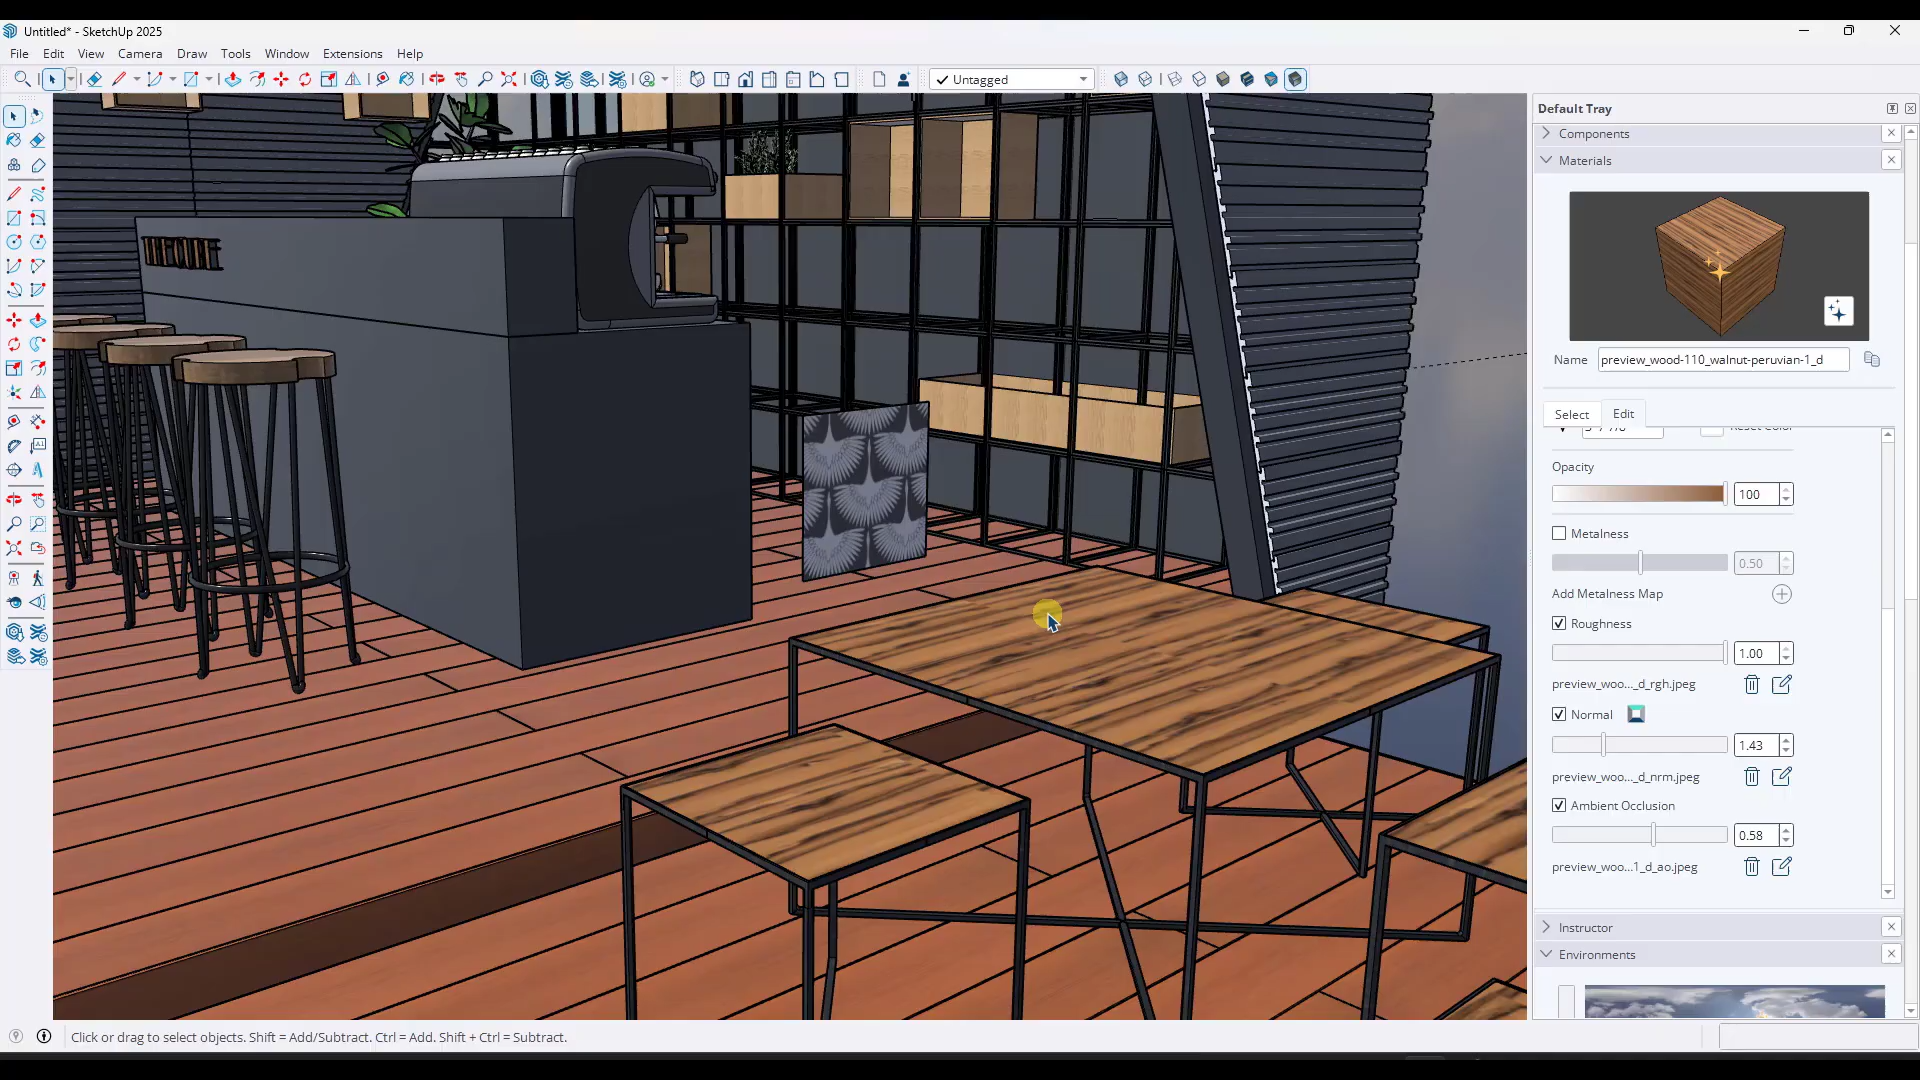 Untitled* - SketchUp 2025
File Edit View Camera Draw Tools Window Extensions Help
Untagged
Default Tray
Components
Materials
Name preview_wood-110_walnut-peruvian-1_d
Select Edit
Opacity
100
Metalness
0.50
Add Metalness Map
Roughness
1.00
preview_woo..._d_rgh.jpeg
Normal
1.43
preview_woo..._d_nrm.jpeg
Ambient Occlusion
0.58
preview_woo...1_d_ao.jpeg
Instructor
Environments
Click or drag to select objects. Shift = Add/Subtract. Ctrl = Add. Shift + Ctrl = Subtract.